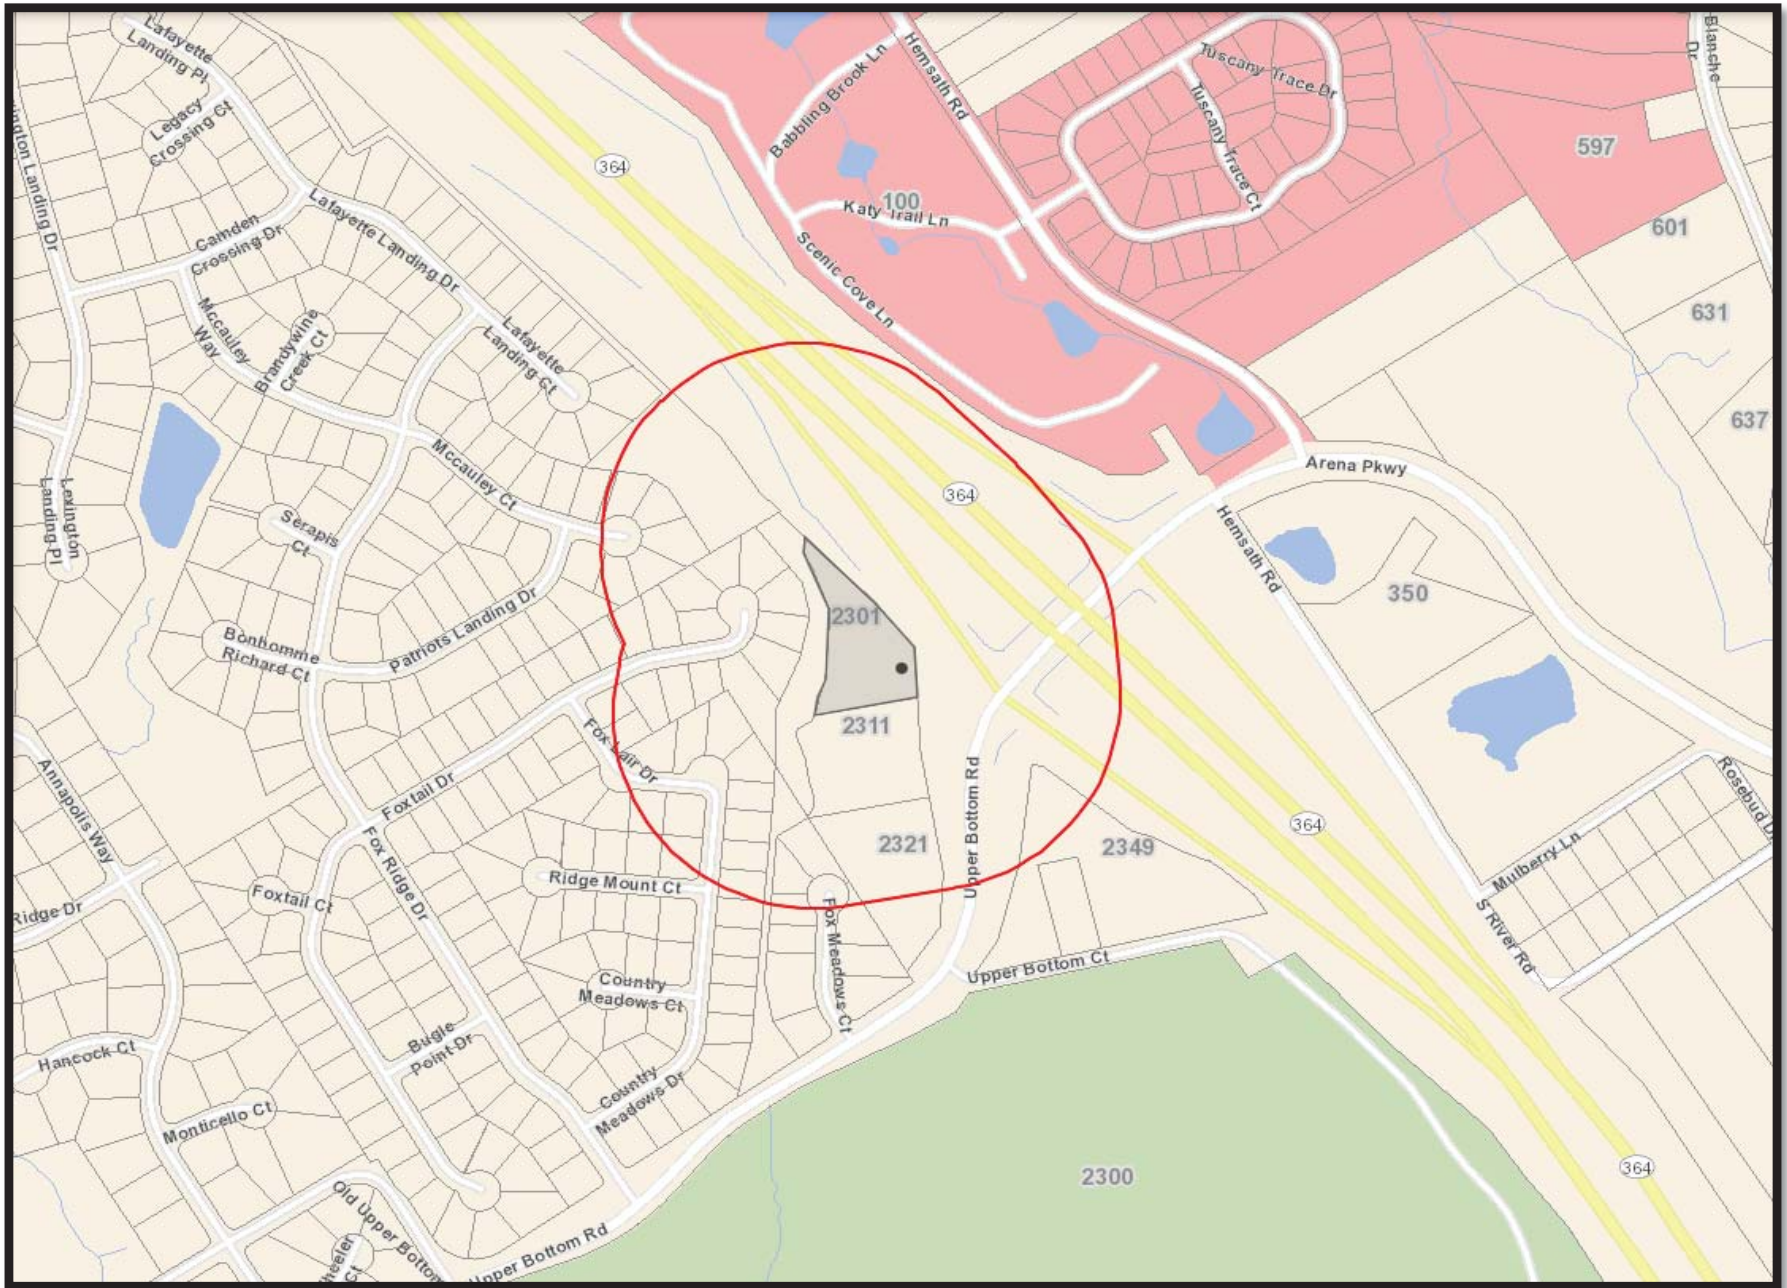 Lafayette
Landing Pl
Legacy
Crossing Ct
ington Landing Dr
Camden
Crossing Dr
Lafayette Landing Dr
Mccauley
Way
Brandywine
Creek Ct
Lafayette
Landing Ct
Mccauley Ct
Lexington
Landing Pl
Serapis
Ct
Bonhomme
Richard Ct
Patriots Landing Dr
364
Babbling Brook Ln
Hemsath Rd
100
Katy Trail Ln
Scenic Cove Ln
Tuscany Trace Dr
Tuscany Trace Ct
Blanche
Dr
597
601
631
637
364
Arena Pkwy
Hemsath Rd
350
2301
2311
Fox Lair Dr
Foxtail Dr
Annapolis Way
Fox Ridge Dr
Foxtail Ct
Ridge Dr
Ridge Mount Ct
2321
Upper Bottom Rd
2349
364
Rosebud D
Mulberry Ln
S River Rd
Fox Meadows Ct
Upper Bottom Ct
Country
Meadows Ct
Bugle
Point Dr
Hancock Ct
Country
Meadows Dr
Monticello Ct
2300
364
Old Upper Bottom
heeler
Ct
Upper Bottom Rd